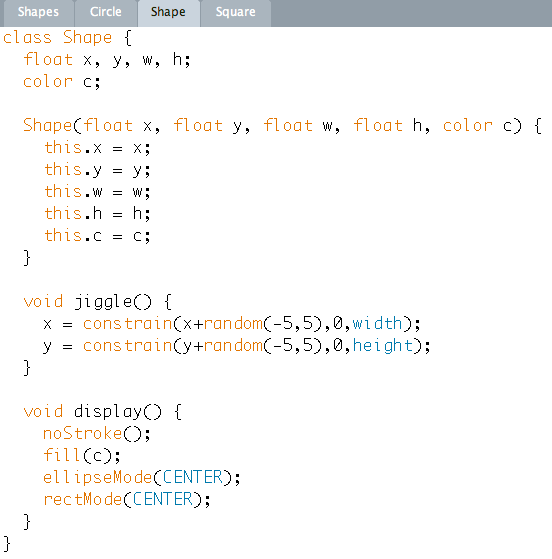 Shapes Circle Shape Square
class Shape {
  float x, y, w, h;
  color c;

  Shape(float x, float y, float w, float h, color c) {
    this.x = x;
    this.y = y;
    this.w = w;
    this.h = h;
    this.c = c;
  }

  void jiggle() {
    x = constrain(x+random(-5,5),0,width);
    y = constrain(y+random(-5,5),0,height);
  }

  void display() {
    noStroke();
    fill(c);
    ellipseMode(CENTER);
    rectMode(CENTER);
  }
}